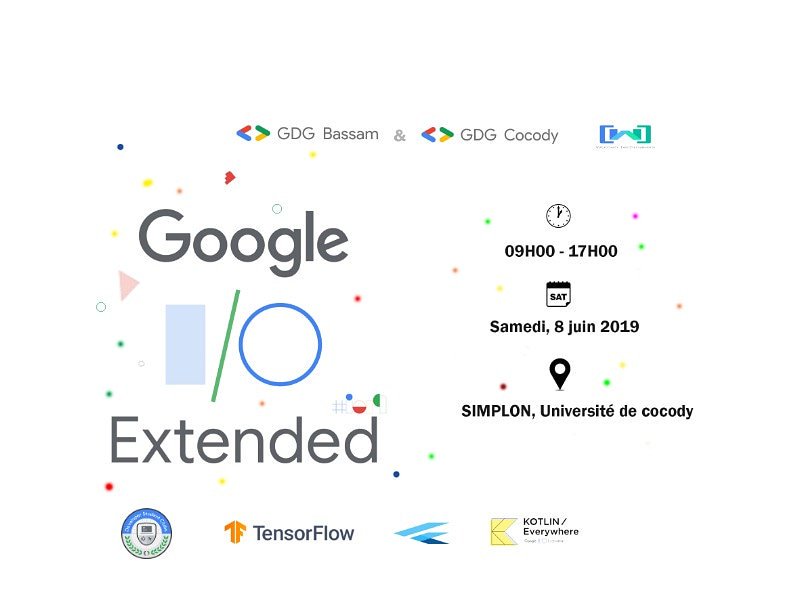 GDG Bassam & GDG Cocody
Google
I/O
Extended
09H00 - 17H00
SAT
Samedi, 8 juin 2019
SIMPLON, Université de cocody
TensorFlow
KOTLIN/
Everywhere